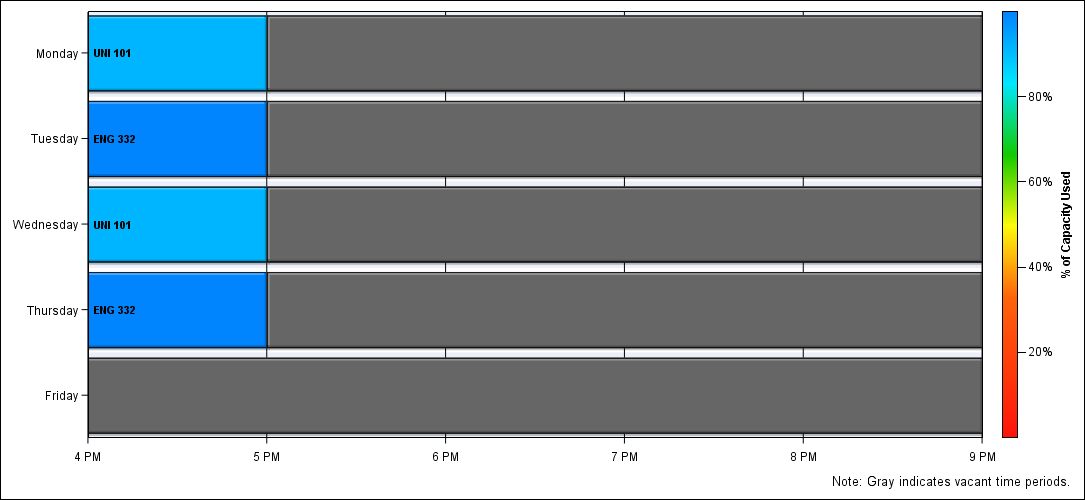 Monday
UNI 101
Tuesday
ENG 332
Wednesday
UNI 101
Thursday
ENG 332
Friday
4 PM 5 PM 6 PM 7 PM 8 PM 9 PM
80%
60%
40%
20%
% of Capacity Used
Note: Gray indicates vacant time periods.